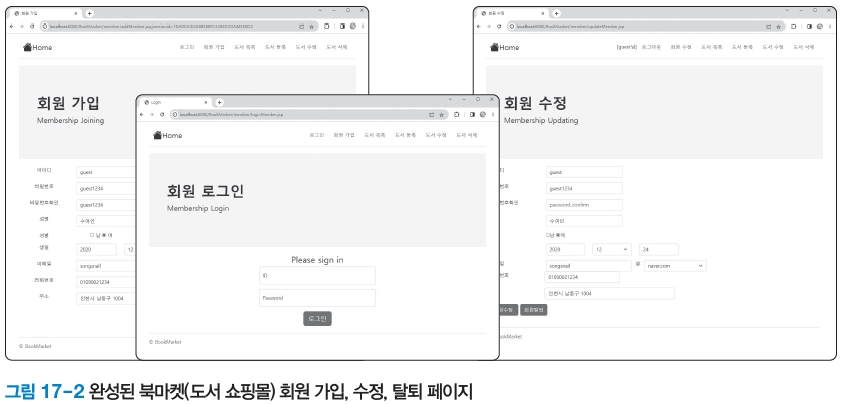 회원 가입
localhost:8080/BookMarket/member/addMember.jsp
Home
로그인 회원 가입 도서 목록 도서 등록 도서 수정 도서 삭제
회원 가입
Membership Joining
아이디 guest
비밀번호 guest1234
비밀번호확인 guest1234
성명 수여인
성별 남 여
생일 2020 12
이메일 songsnail
전화번호 01090021234
주소 인천시 남동구 1004
© BookMarket
Login
localhost:8080/BookMarket/member/loginMember.jsp
Home
로그인 회원 가입 도서 목록 도서 등록 도서 수정 도서 삭제
회원 로그인
Membership Login
Please sign in
ID
Password
로그인
© BookMarket
회원 수정
localhost:8080/BookMarket/member/updateMember.jsp
Home
[guest님] 로그아웃 회원 수정 도서 목록 도서 등록 도서 수정 도서 삭제
회원 수정
Membership Updating
디 guest
번호 guest1234
번호확인 password_confirm
수여인
남 여
2020 12 24
일 songsnail @ naver.com
번호 01090021234
인천시 남동구 1004
수정 회원탈퇴
ookMarket
그림 17-2 완성된 북마켓(도서 쇼핑몰) 회원 가입, 수정, 탈퇴 페이지